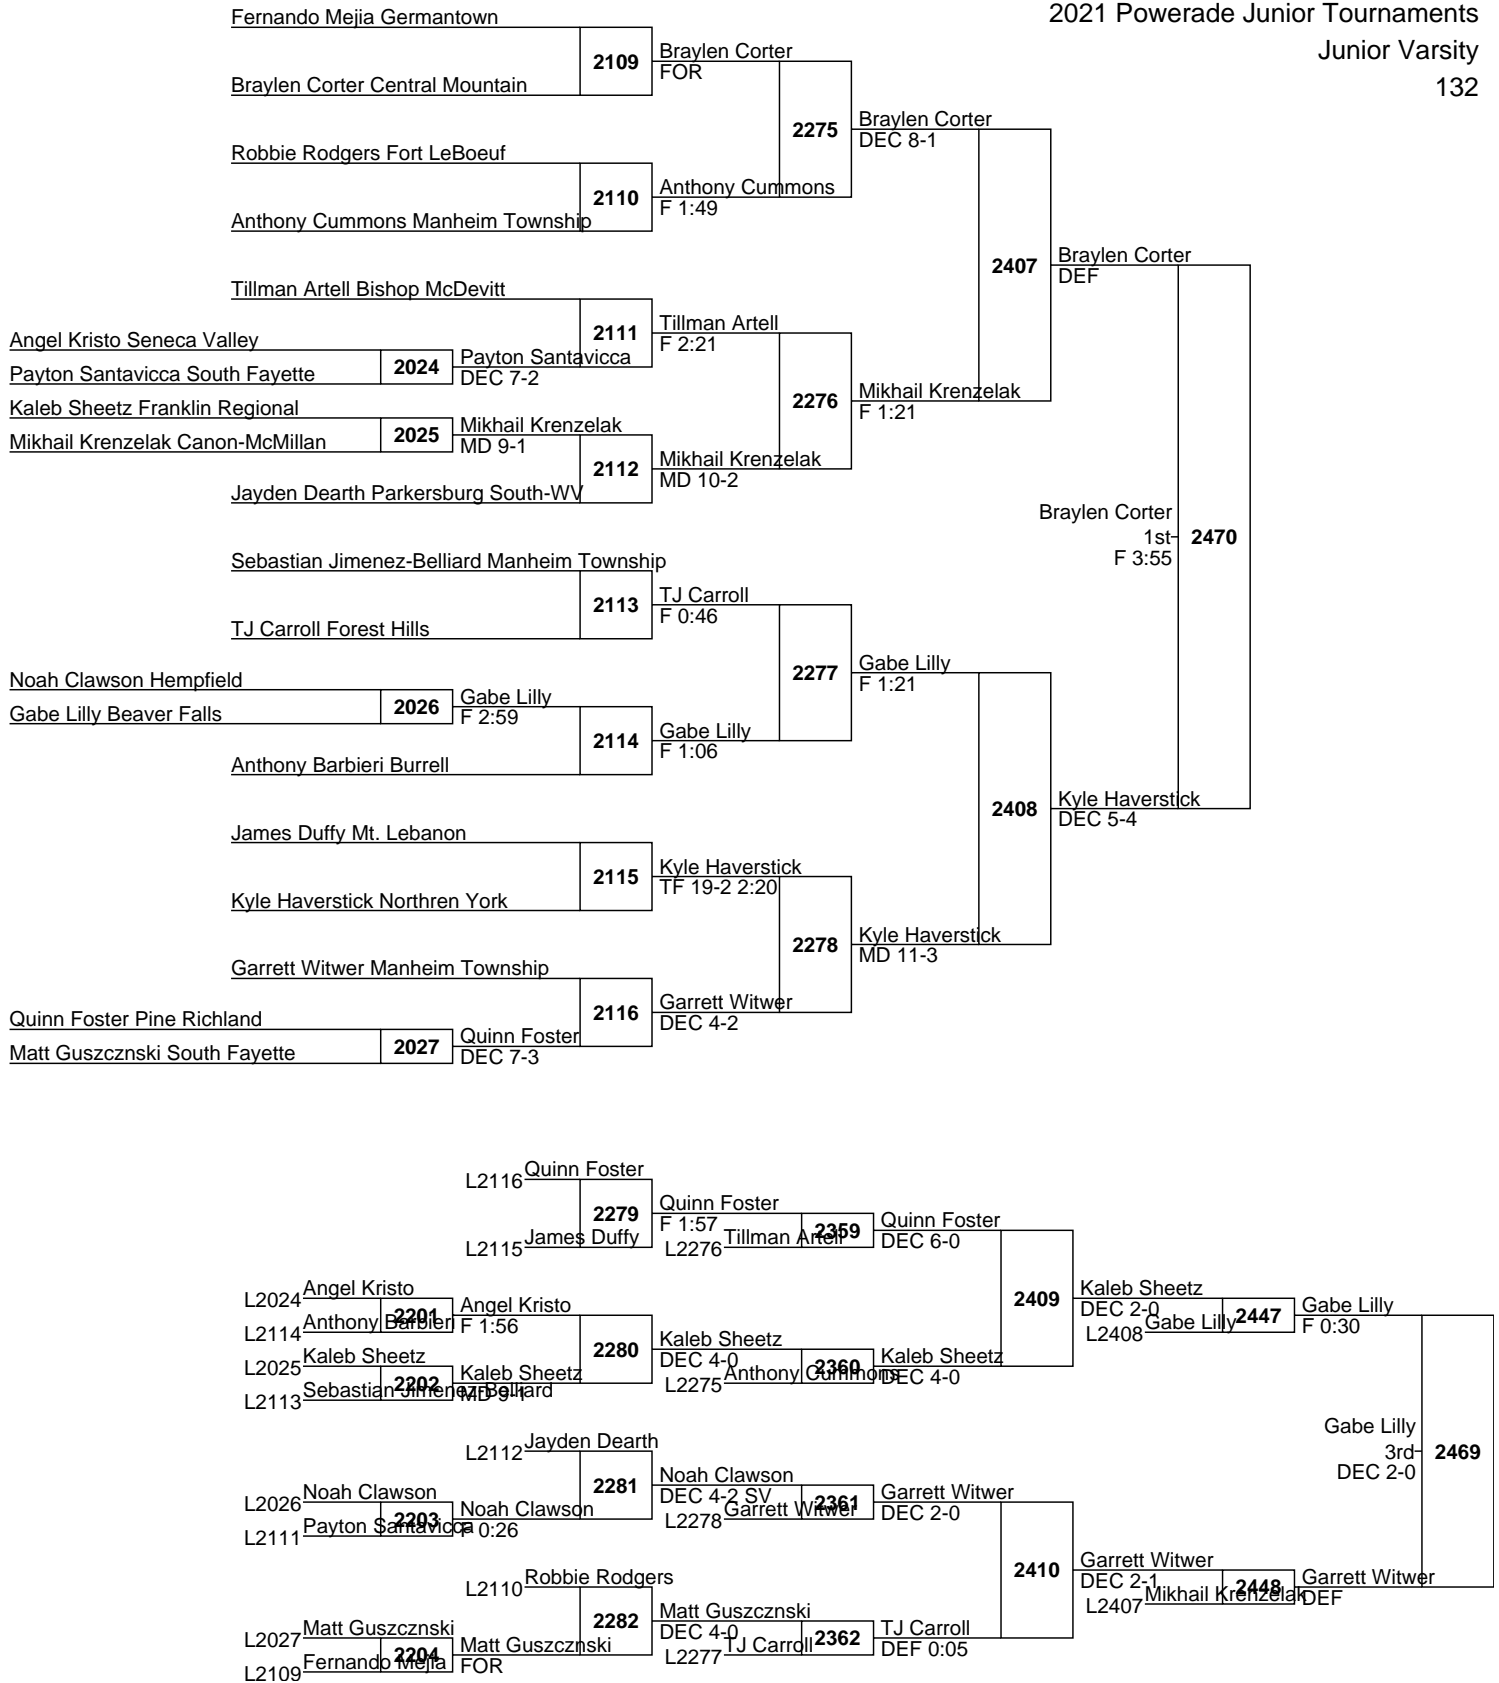 2021 Powerade Junior Tournaments
Junior Varsity
132
Fernando Mejia Germantown
2109
Braylen Corter
FOR
Braylen Corter Central Mountain
2275
Braylen Corter
DEC 8-1
Robbie Rodgers Fort LeBoeuf
2110
Anthony Cummons
F 1:49
Anthony Cummons Manheim Township
2407
Braylen Corter
DEF
Tillman Artell Bishop McDevitt
2111
Tillman Artell
F 2:21
Angel Kristo Seneca Valley
2024
Payton Santavicca
DEC 7-2
Payton Santavicca South Fayette
2276
Mikhail Krenzelak
F 1:21
Kaleb Sheetz Franklin Regional
2025
Mikhail Krenzelak
MD 9-1
Mikhail Krenzelak Canon-McMillan
2112
Mikhail Krenzelak
MD 10-2
Jayden Dearth Parkersburg South-WV
Braylen Corter
1st
F 3:55
2470
Sebastian Jimenez-Belliard Manheim Township
2113
TJ Carroll
F 0:46
TJ Carroll Forest Hills
2277
Gabe Lilly
F 1:21
Noah Clawson Hempfield
2026
Gabe Lilly
F 2:59
Gabe Lilly Beaver Falls
2114
Gabe Lilly
F 1:06
Anthony Barbieri Burrell
2408
Kyle Haverstick
DEC 5-4
James Duffy Mt. Lebanon
2115
Kyle Haverstick
TF 19-2 2:20
Kyle Haverstick Northren York
2278
Kyle Haverstick
MD 11-3
Garrett Witwer Manheim Township
2116
Garrett Witwer
DEC 4-2
Quinn Foster Pine Richland
2027
Quinn Foster
DEC 7-3
Matt Guszcznski South Fayette
L2116 Quinn Foster
2279
Quinn Foster
F 1:57
L2115 James Duffy
L2276 Tillman Artell
2359
Quinn Foster
DEC 6-0
L2024 Angel Kristo
2201
Angel Kristo
F 1:56
L2114 Anthony Barbieri
2409
Kaleb Sheetz
DEC 2-0
L2408 Gabe Lilly
2447
Gabe Lilly
F 0:30
2280
Kaleb Sheetz
DEC 4-0
L2025 Kaleb Sheetz
2202
Kaleb Sheetz
MD 9-1
L2113 Sebastian Jimenez-Belliard
L2275 Anthony Cummons
2360
Kaleb Sheetz
DEC 4-0
Gabe Lilly
3rd
DEC 2-0
2469
L2112 Jayden Dearth
2281
Noah Clawson
DEC 4-2 SV
L2026 Noah Clawson
2203
Noah Clawson
F 0:26
L2111 Payton Santavicca
L2278 Garrett Witwer
2361
Garrett Witwer
DEC 2-0
2410
Garrett Witwer
DEC 2-1
L2407 Mikhail Krenzelak
2448
Garrett Witwer
DEF
L2110 Robbie Rodgers
2282
Matt Guszcznski
DEC 4-0
L2027 Matt Guszcznski
2204
Matt Guszcznski
FOR
L2109 Fernando Mejia
L2277 TJ Carroll
2362
TJ Carroll
DEF 0:05